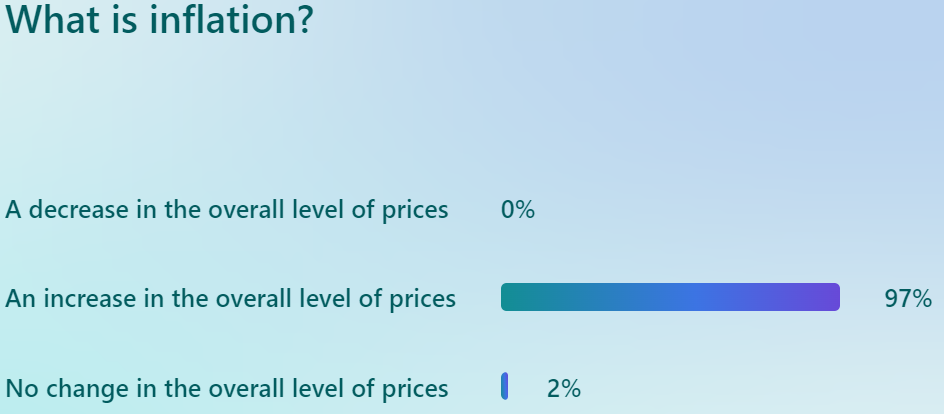 What is inflation?
A decrease in the overall level of prices 0%
An increase in the overall level of prices 97%
No change in the overall level of prices 2%